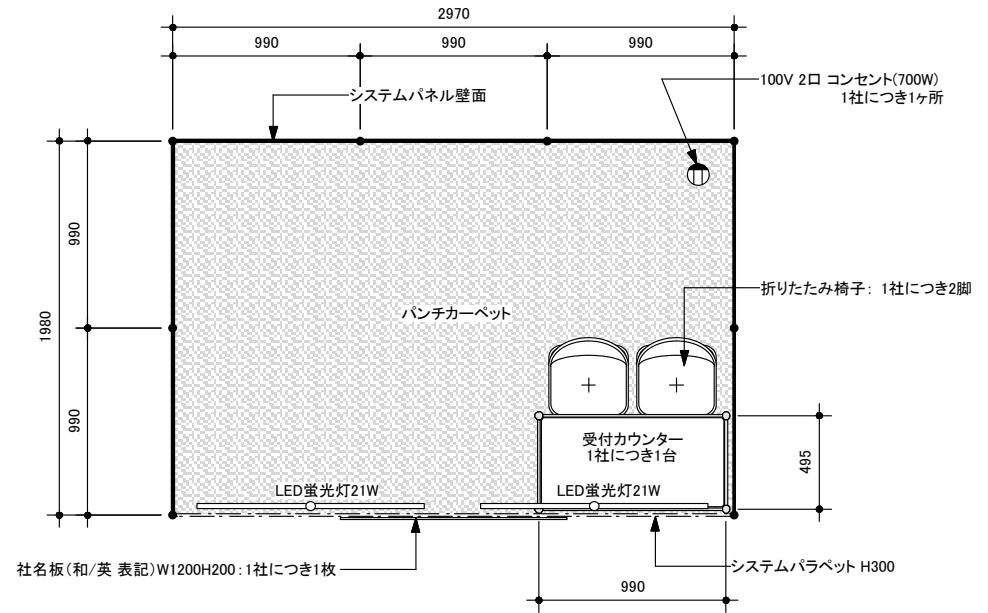 2970
990
990
990
100V 2口 コンセント(700W)
1社につき1ヶ所
システムパネル壁面
990
1980
990
折りたたみ椅子: 1社につき2脚
パンチカーペット
受付カウンター
1社につき1台
495
LED蛍光灯21W
LED蛍光灯21W
社名板(和/英 表記)W1200H200:1社につき1枚
システムパラペット H300
990